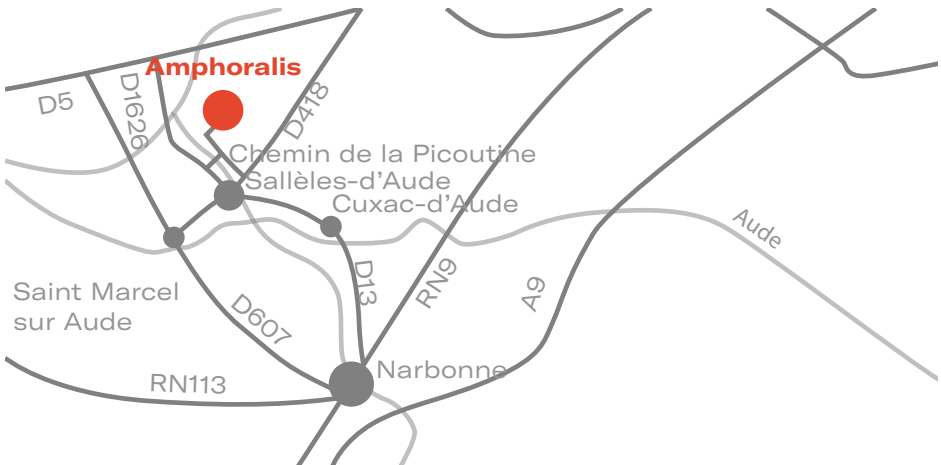 Amphoralis
D5
D1626
D418
Chemin de la Picoutine
Sallèles-d’Aude
Cuxac-d’Aude
Aude
Saint Marcel
sur Aude
D607
D13
RN9
A9
RN113
Narbonne